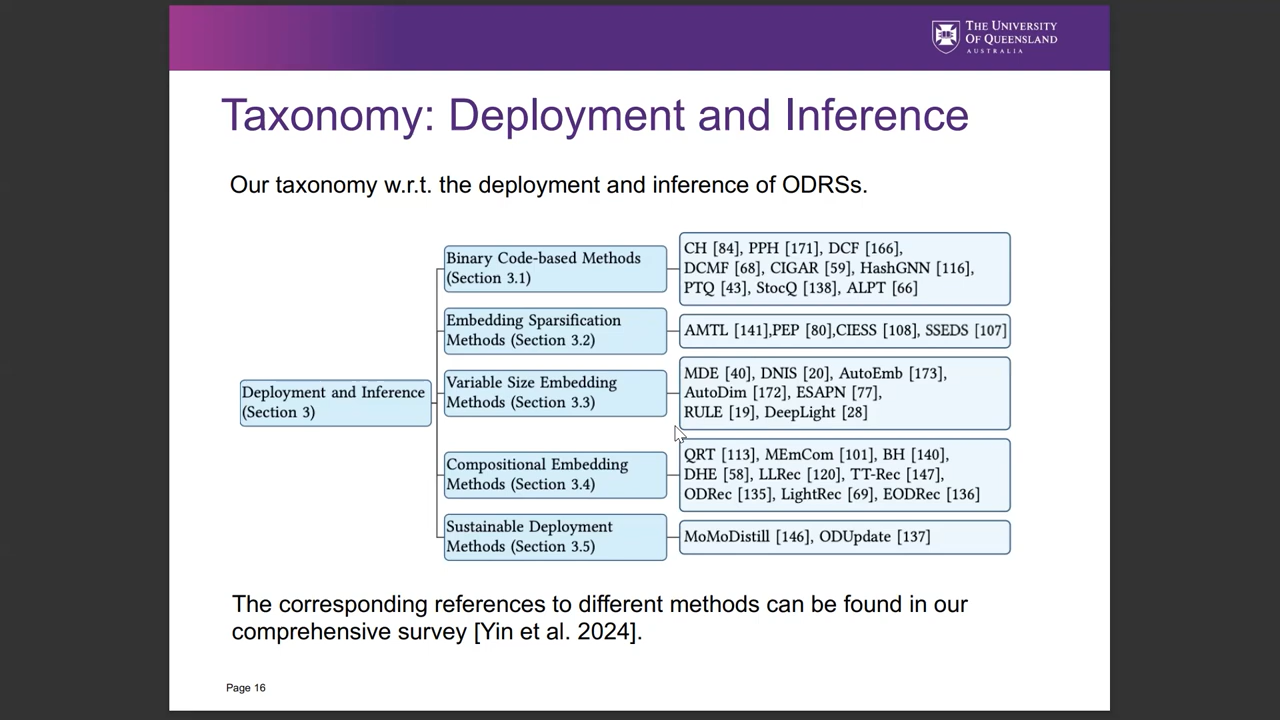 THE UNIVERSITY
OF QUEENSLAND
AUSTRALIA
Taxonomy: Deployment and Inference
Our taxonomy w.r.t. the deployment and inference of ODRSs.
Deployment and Inference
(Section 3)
Binary Code-based Methods
(Section 3.1)
CH [84], PPH [171], DCF [166],
DCMF [68], CIGAR [59], HashGNN [116],
PTQ [43], StocQ [138], ALPT [66]
Embedding Sparsification
Methods (Section 3.2)
AMTL [141],PEP [80],CIESS [108], SSEDS [107]
Variable Size Embedding
Methods (Section 3.3)
MDE [40], DNIS [20], AutoEmb [173],
AutoDim [172], ESAPN [77],
RULE [19], DeepLight [28]
Compositional Embedding
Methods (Section 3.4)
QRT [113], MEmCom [101], BH [140],
DHE [58], LLRec [120], TT-Rec [147],
ODRec [135], LightRec [69], EODRec [136]
Sustainable Deployment
Methods (Section 3.5)
MoMoDistill [146], ODUpdate [137]
The corresponding references to different methods can be found in our
comprehensive survey [Yin et al. 2024].
Page 16